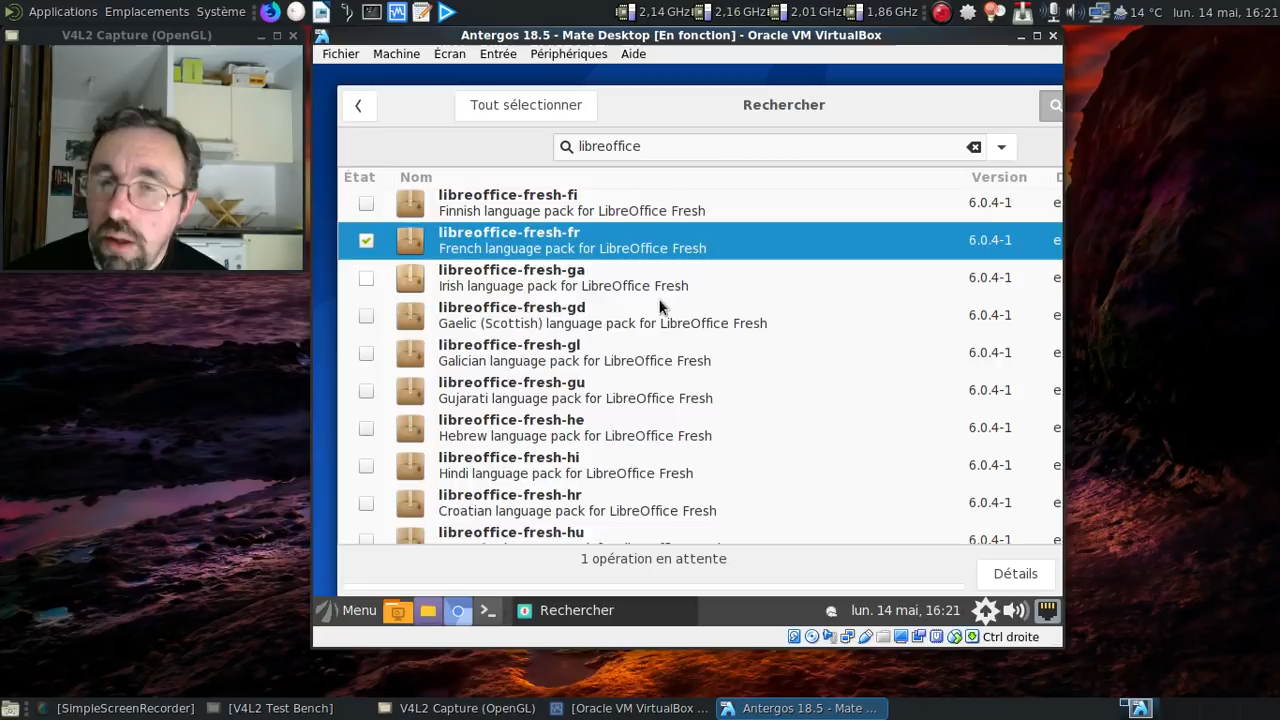 Applications Emplacements Système
2,14 GHz 2,16 GHz 2,01 GHz 1,86 GHz
14 °C lun. 14 mai, 16:21
V4L2 Capture (OpenGL)
Antergos 18.5 - Mate Desktop [En fonction] - Oracle VM VirtualBox
Fichier Machine Écran Entrée Périphériques Aide
Tout sélectionner Rechercher
libreoffice
État Nom Version
libreoffice-fresh-fi
Finnish language pack for LibreOffice Fresh
6.0.4-1
libreoffice-fresh-fr
French language pack for LibreOffice Fresh
6.0.4-1 e
libreoffice-fresh-ga
Irish language pack for LibreOffice Fresh
6.0.4-1 e
libreoffice-fresh-gd
Gaelic (Scottish) language pack for LibreOffice Fresh
6.0.4-1 e
libreoffice-fresh-gl
Galician language pack for LibreOffice Fresh
6.0.4-1 e
libreoffice-fresh-gu
Gujarati language pack for LibreOffice Fresh
6.0.4-1 e
libreoffice-fresh-he
Hebrew language pack for LibreOffice Fresh
6.0.4-1 e
libreoffice-fresh-hi
Hindi language pack for LibreOffice Fresh
6.0.4-1 e
libreoffice-fresh-hr
Croatian language pack for LibreOffice Fresh
6.0.4-1 e
libreoffice-fresh-hu
6.0.4-1
1 opération en attente
Détails
Menu Rechercher lun. 14 mai, 16:21
Ctrl droite
[SimpleScreenRecorder] [V4L2 Test Bench] V4L2 Capture (OpenGL) [Oracle VM VirtualBox ... Antergos 18.5 - Mate ...